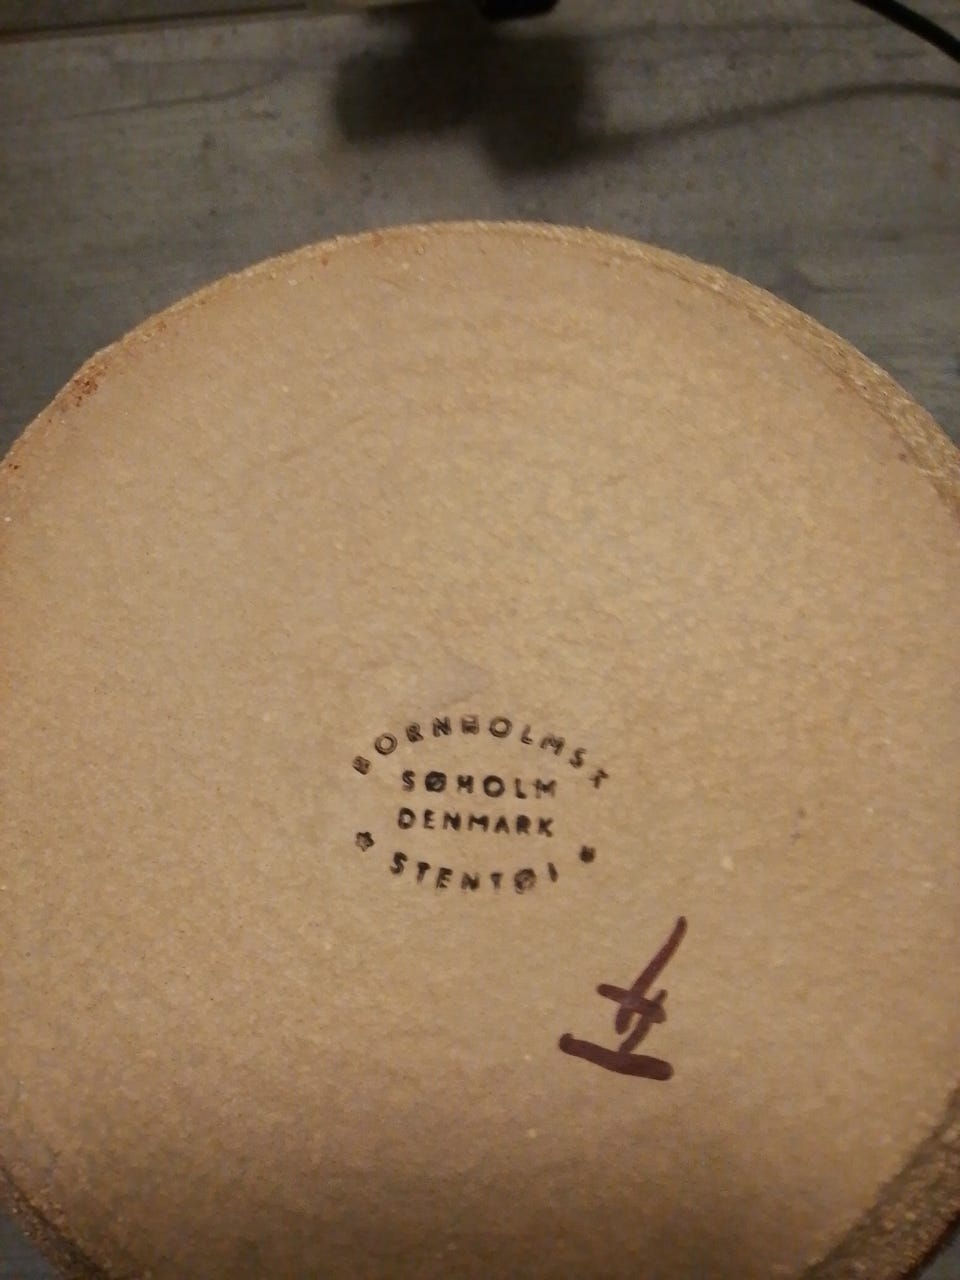 BORNHOLMSK
SØHOLM
DENMARK
* STENTØJ *